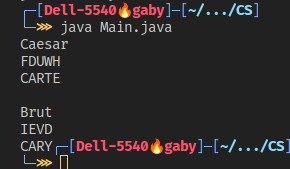 ┌─[Dell-5540🔥gaby]-[~/.../CS]
└─⋙ java Main.java
Caesar
FDUWH
CARTE

Brut
IEVD
CARY┌─[Dell-5540🔥gaby]-[~/.../CS]
└─⋙